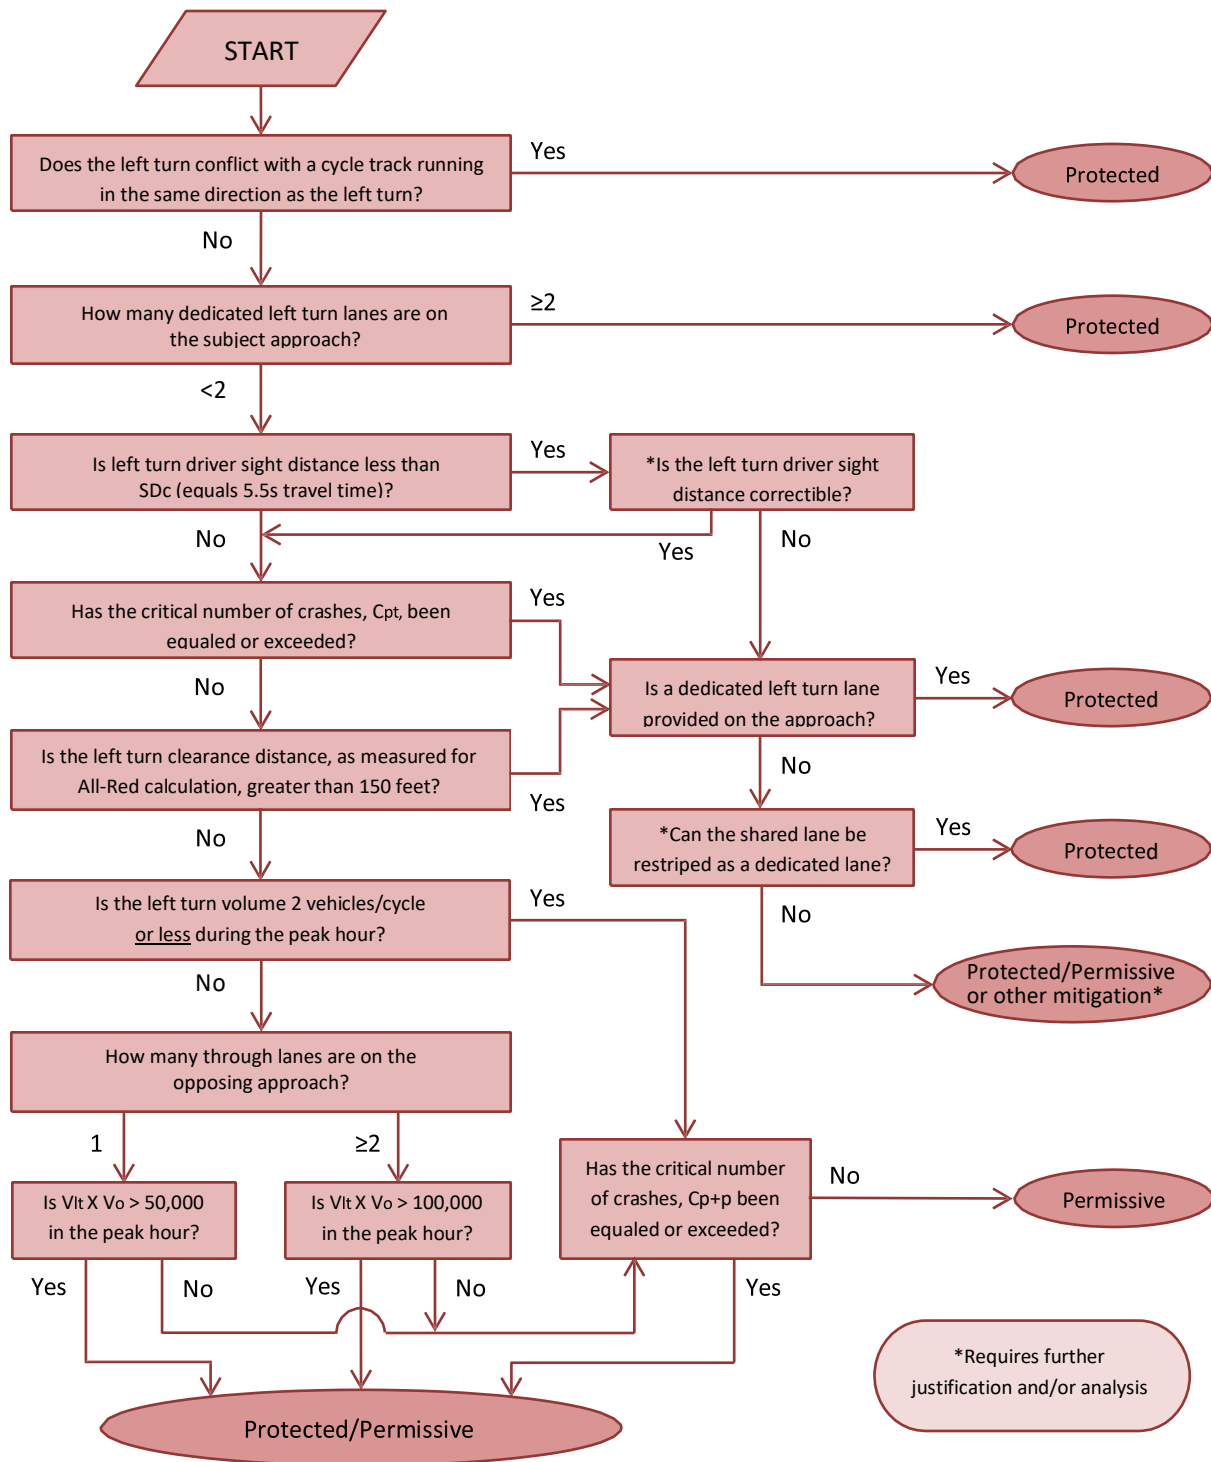 START
Does the left turn conflict with a cycle track running
in the same direction as the left turn?
Yes
Protected
No
How many dedicated left turn lanes are on
the subject approach?
≥2
Protected
<2
Is left turn driver sight distance less than
SDc (equals 5.5s travel time)?
Yes
*Is the left turn driver sight
distance correctible?
No
Yes
No
Has the critical number of crashes, Cpt, been
equaled or exceeded?
Yes
No
Is a dedicated left turn lane
provided on the approach?
Yes
Protected
Is the left turn clearance distance, as measured for
All-Red calculation, greater than 150 feet?
Yes
No
No
*Can the shared lane be
restriped as a dedicated lane?
Yes
Protected
Is the left turn volume 2 vehicles/cycle
or less during the peak hour?
Yes
No
Protected/Permissive
or other mitigation*
No
How many through lanes are on the
opposing approach?
1
≥2
Is Vlt X Vo > 50,000
in the peak hour?
Is Vlt X Vo > 100,000
in the peak hour?
Has the critical number
of crashes, Cp+p been
equaled or exceeded?
No
Permissive
Yes
No
Yes
No
Yes
*Requires further
justification and/or analysis
Protected/Permissive